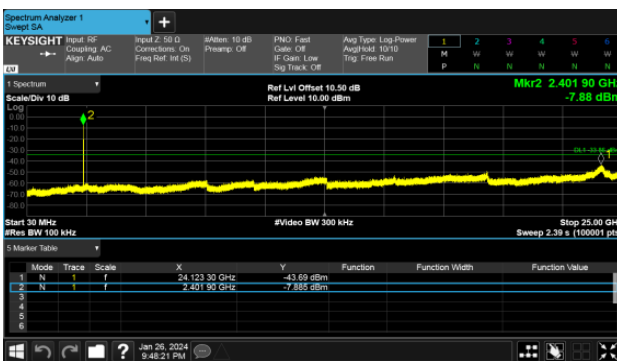 Spectrum Analyzer 1
Swept SA
KEYSIGHT Input: RF Input Z: 50 Ω #Atten: 10 dB PNO: Fast Avg Type: Log-Power 1 2 3 4 5 6
Coupling: AC Corrections: On Preamp: Off Gate: Off Avg|Hold: 10/10 M W W W W W
Align: Auto Freq Ref: Int (S) IF Gain: Low Trig: Free Run P N N N N N
LXI Sig Track: Off
1 Spectrum Ref Lvl Offset 10.50 dB Mkr2 2.401 90 GH
Scale/Div 10 dB Ref Level 10.00 dBm -7.88 dBm
Log
0.00
-10.0
-20.0
-30.0
-40.0
-50.0
-60.0
-70.0
-80.0
2
1
Start 30 MHz #Video BW 300 kHz Stop 25.00 GH
#Res BW 100 kHz Sweep 2.39 s (100001 pts
5 Marker Table
Mode Trace Scale X Y Function Function Width Function Value
1 N 1 f 24.123 30 GHz -43.69 dBm
2 N 1 f 2.401 90 GHz -7.885 dBm
3
4
5
6
Jan 26, 2024
9:48:21 PM